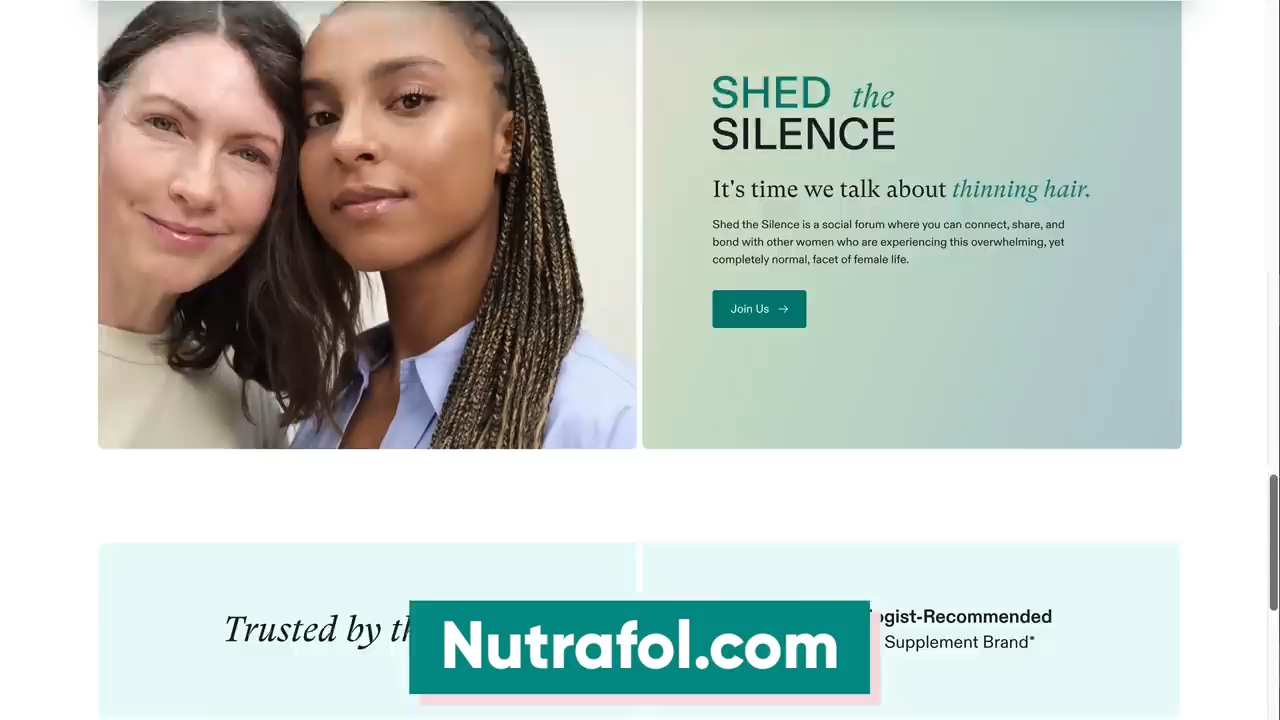 SHED the
SILENCE
It's time we talk about thinning hair.
Shed the Silence is a social forum where you can connect, share, and
bond with other women who are experiencing this overwhelming, yet
completely normal, facet of female life.
Join Us →
Trusted by
ogist-Recommended
Supplement Brand*
Nutrafol.com